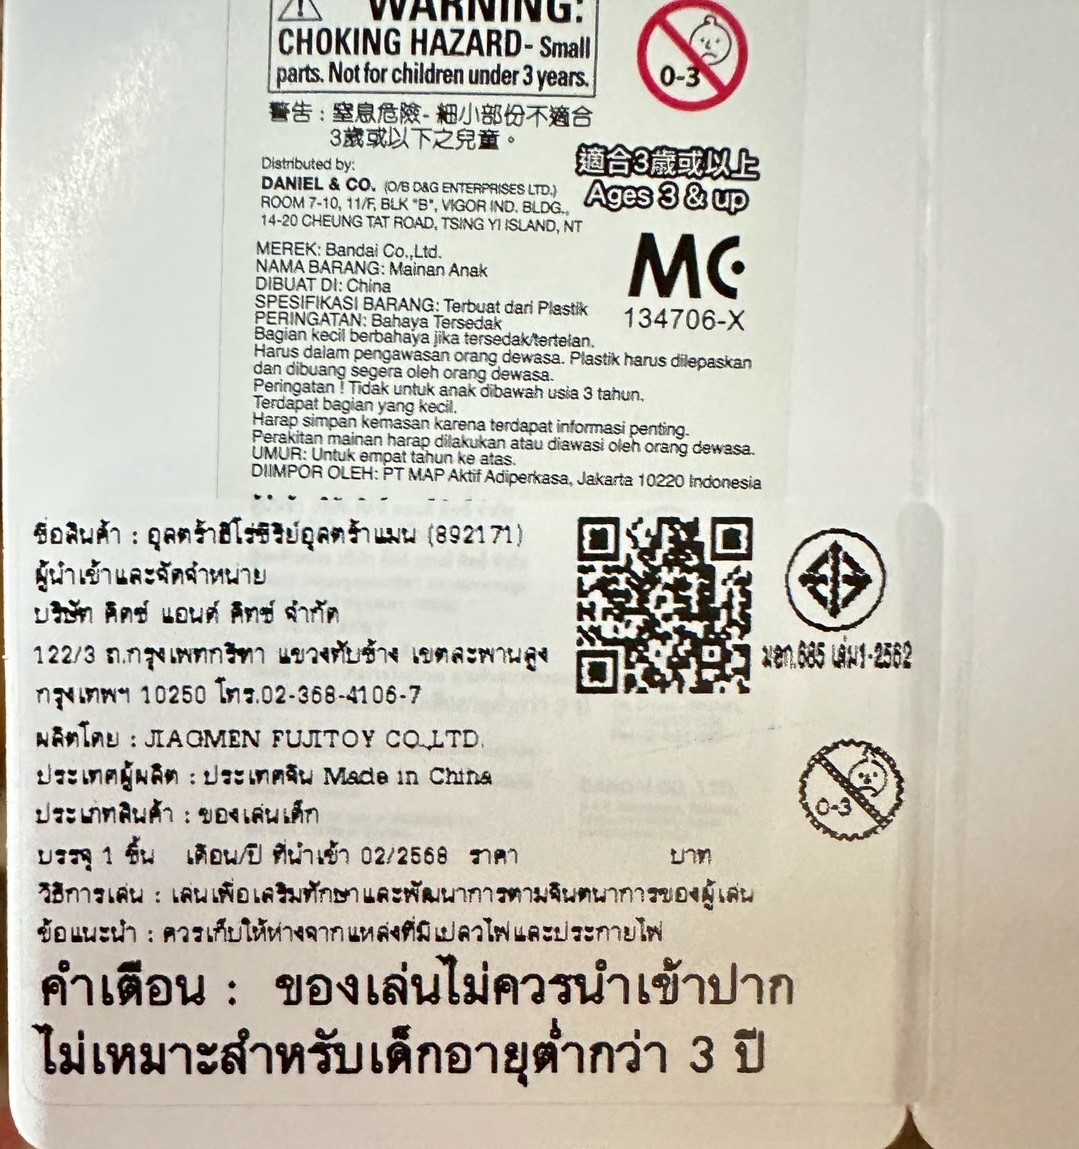 WARNING:
CHOKING HAZARD- Small
parts. Not for children under 3 years.
0-3
警告：窒息危險- 細小部份不適合
3歲或以下之兒童。
適合3歲或以上
Ages 3 & up
Distributed by:
DANIEL & CO. (O/B D&G ENTERPRISES LTD.)
ROOM 7-10, 11/F, BLK "B", VIGOR IND. BLDG.,
14-20 CHEUNG TAT ROAD, TSING YI ISLAND, NT
MC
134706-X
MEREK: Bandai Co.,Ltd.
NAMA BARANG: Mainan Anak
DIBUAT DI: China
SPESIFIKASI BARANG: Terbuat dari Plastik
PERINGATAN: Bahaya Tersedak
Bagian kecil berbahaya jika tersedak/tertelan.
Harus dalam pengawasan orang dewasa. Plastik harus dilepaskan
dan dibuang segera oleh orang dewasa.
Peringatan ! Tidak untuk anak dibawah usia 3 tahun.
Terdapat bagian yang kecil.
Harap simpan kemasan karena terdapat informasi penting.
Perakitan mainan harap dilakukan atau diawasi oleh orang dewasa.
UMUR: Untuk empat tahun ke atas.
DIIMPOR OLEH: PT MAP Aktif Adiperkasa, Jakarta 10220 Indonesia
ชื่อสินค้า : อุลตร้าฮีโร่ซีรีย์อุลตร้าแมน (892171)
ผู้นำเข้าและจัดจำหน่าย
บริษัท คิดซ์ แอนด์ คิทซ์ จำกัด
122/3 ถ.กรุงเทพกรีฑา แขวงทับช้าง เขตสะพานสูง
กรุงเทพฯ 10250 โทร.02-368-4106-7
มอก.685 เล่ม1-2562
ผลิตโดย : JIAOMEN FUJITOY CO.,LTD.
ประเทศผู้ผลิต : ประเทศจีน Made in China
ประเภทสินค้า : ของเล่นเด็ก
0-3
บรรจุ 1 ชิ้น เดือน/ปี ที่นำเข้า 02/2568 ราคา บาท
วิธีการเล่น : เล่นเพื่อเสริมทักษาและพัฒนาการตามจินตนาการของผู้เล่น
ข้อแนะนำ : ควรเก็บให้ห่างจากแหล่งที่มีเปลวไฟและประกายไฟ
คำเตือน : ของเล่นไม่ควรนำเข้าปาก
ไม่เหมาะสำหรับเด็กอายุต่ำกว่า 3 ปี